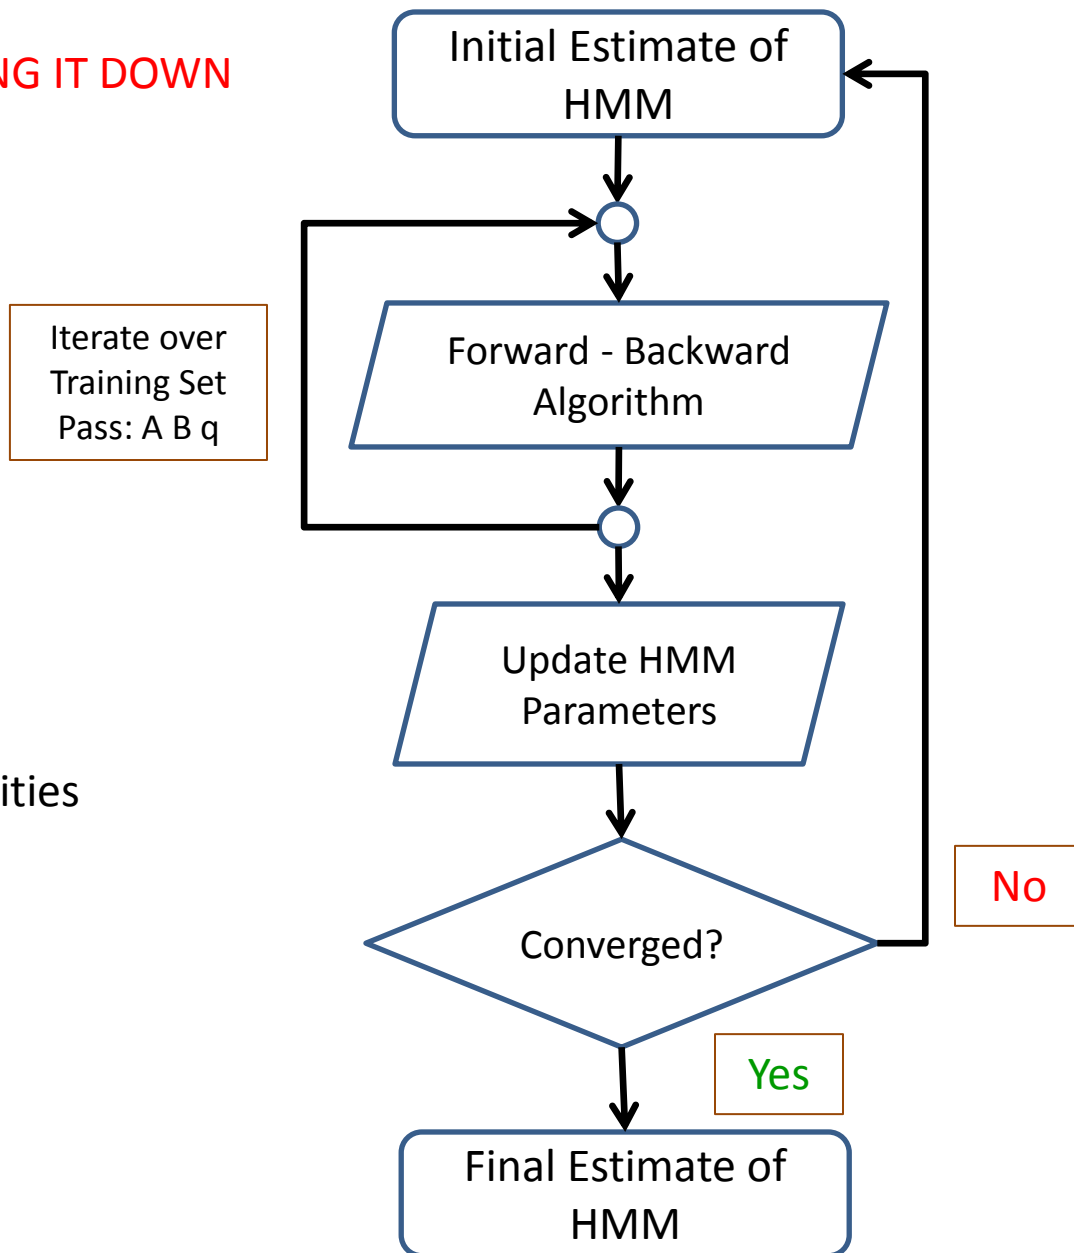 NG IT DOWN
Initial Estimate of
HMM
Iterate over
Training Set
Pass: A B q
Forward - Backward
Algorithm
Update HMM
Parameters
ities
Converged?
No
Yes
Final Estimate of
HMM